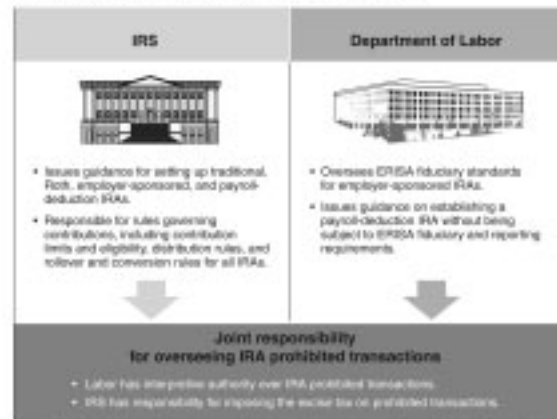 IRS
Department of Labor
• Issues guidance for setting up traditional,
Roth, employer-sponsored, and payroll-
deduction IRAs.
• Responsible for rules governing
contributions, including contribution
limits and eligibility, distribution rules, and
rollover and conversion rules for all IRAs.
• Oversees ERISA fiduciary standards
for employer-sponsored IRAs.
• Issues guidance on establishing a
payroll-deduction IRA without being
subject to ERISA fiduciary and reporting
requirements.
Joint responsibility
for overseeing IRA prohibited transactions
• Labor has interpretive authority over IRA prohibited transactions.
• IRS has responsibility for imposing the excise tax on prohibited transactions.